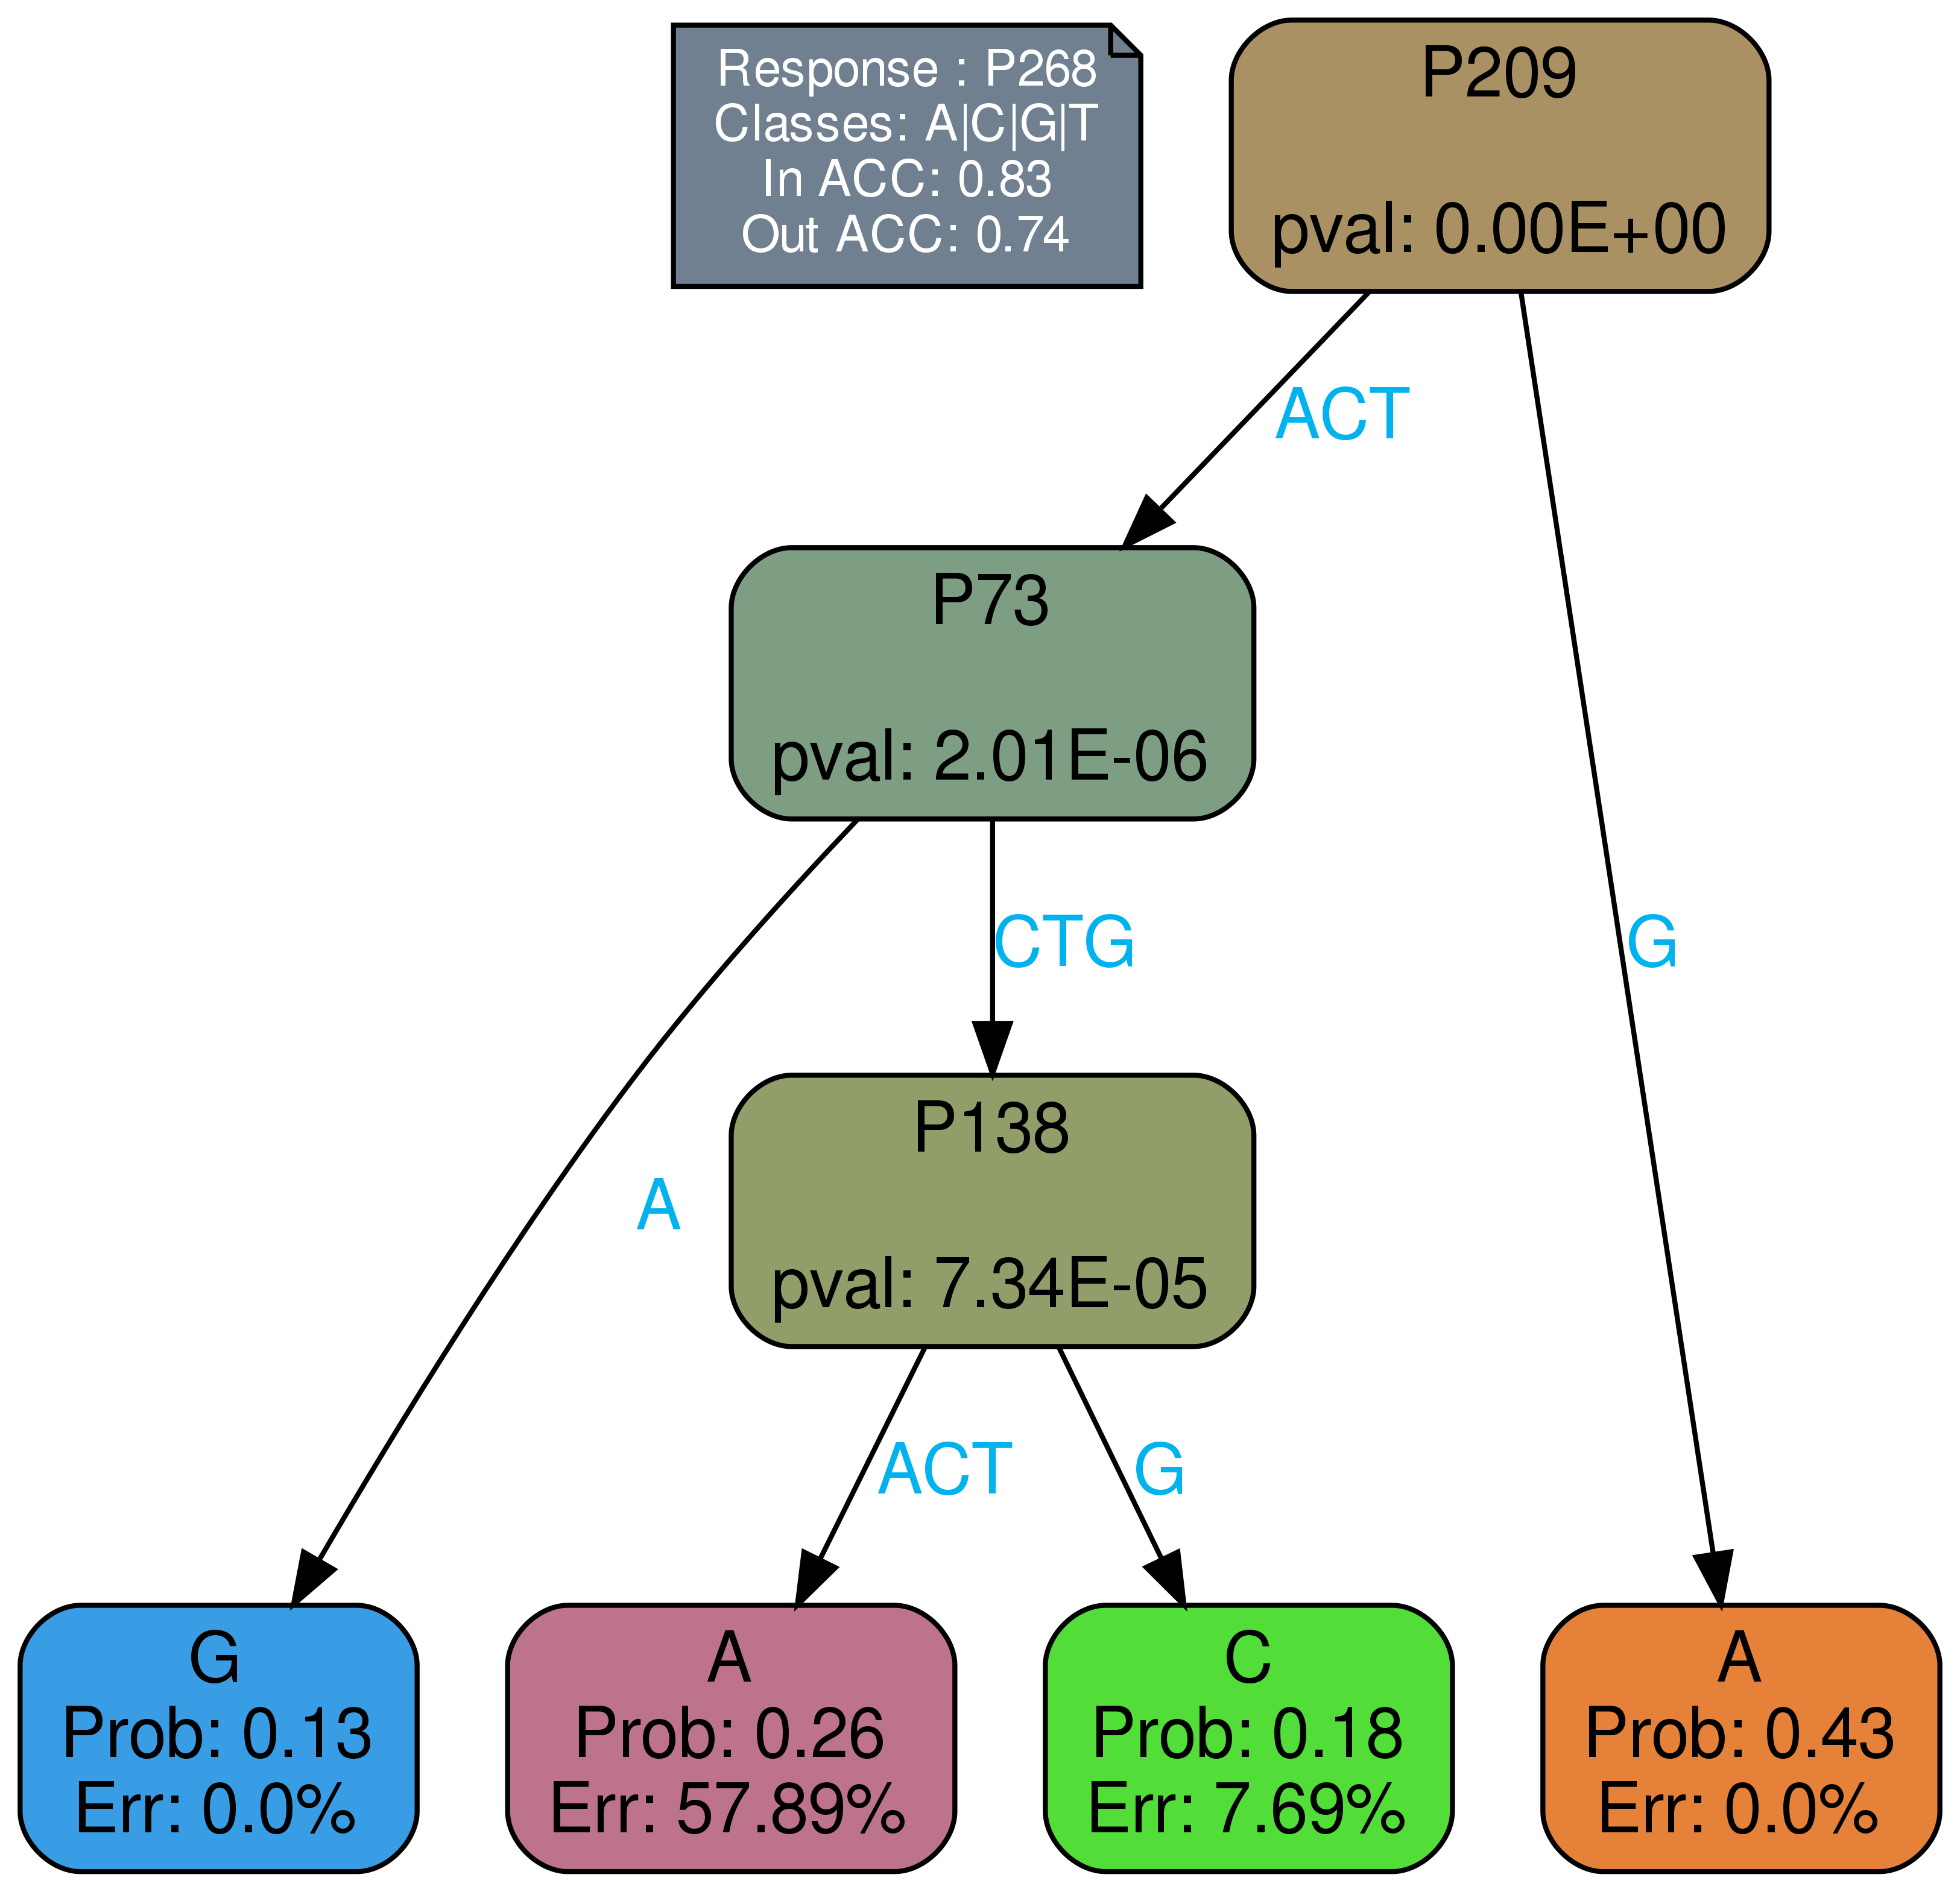 Response : P268
Classes: A|C|G|T
In ACC: 0.83
Out ACC: 0.74
P209
pval: 0.00E+00
ACT
P73
pval: 2.01E-06
CTG
G
P138
pval: 7.34E-05
A
ACT
G
G
Prob: 0.13
Err: 0.0%
A
Prob: 0.26
Err: 57.89%
C
Prob: 0.18
Err: 7.69%
A
Prob: 0.43
Err: 0.0%